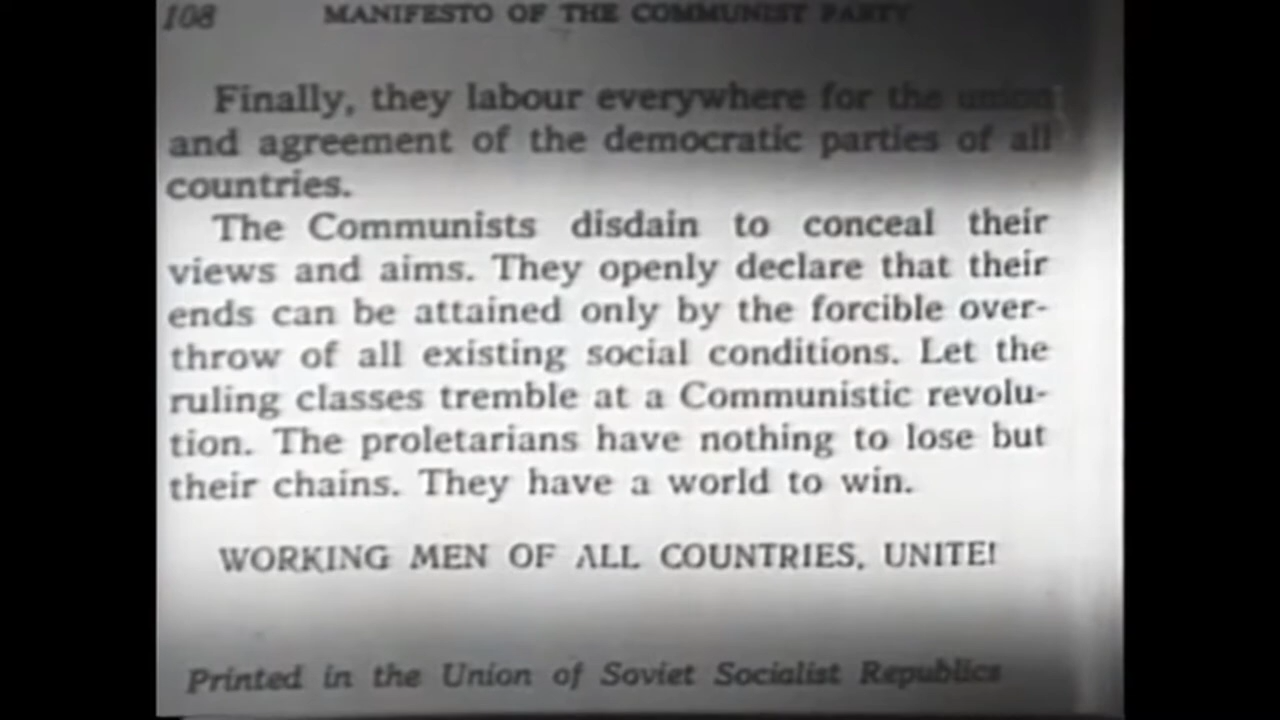 108 MANIFESTO OF THE COMMUNIST PARTY
Finally, they labour everywhere for the union
and agreement of the democratic parties of all
countries.
The Communists disdain to conceal their
views and aims. They openly declare that their
ends can be attained only by the forcible over-
throw of all existing social conditions. Let the
ruling classes tremble at a Communistic revolu-
tion. The proletarians have nothing to lose but
their chains. They have a world to win.
WORKING MEN OF ALL COUNTRIES, UNITE!
Printed in the Union of Soviet Socialist Republics